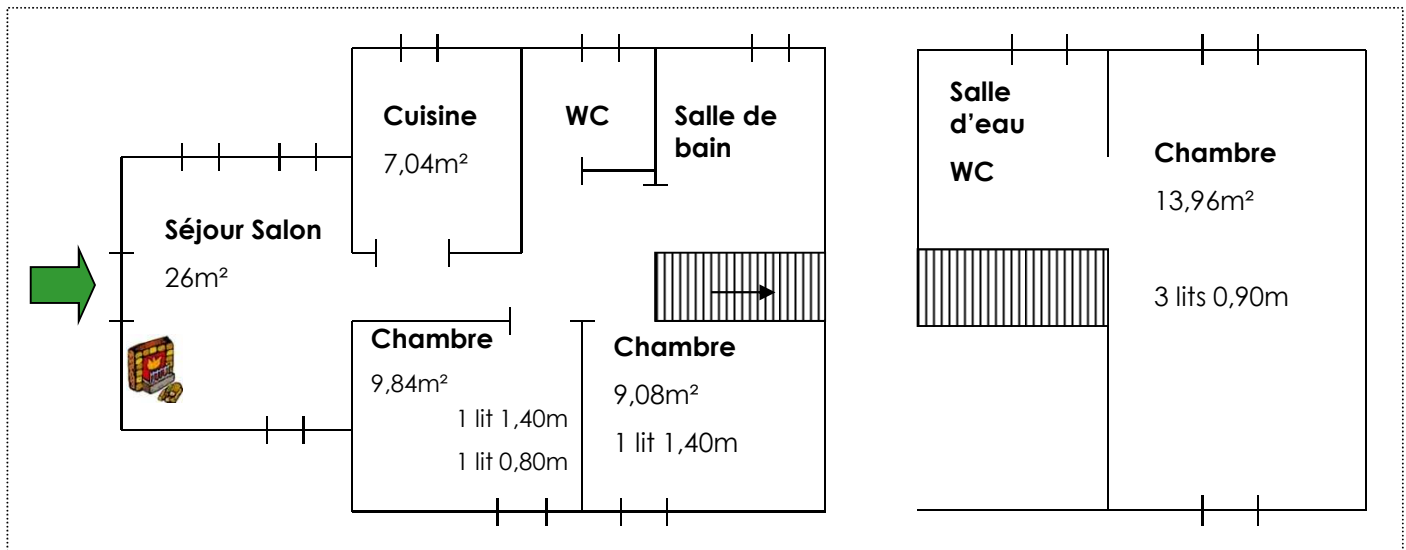 Cuisine
7,04m²
WC
Salle de
bain
Séjour Salon
26m²
Chambre
9,84m²
1 lit 1,40m
1 lit 0,80m
Chambre
9,08m²
1 lit 1,40m
Salle
d’eau
WC
Chambre
13,96m²
3 lits 0,90m